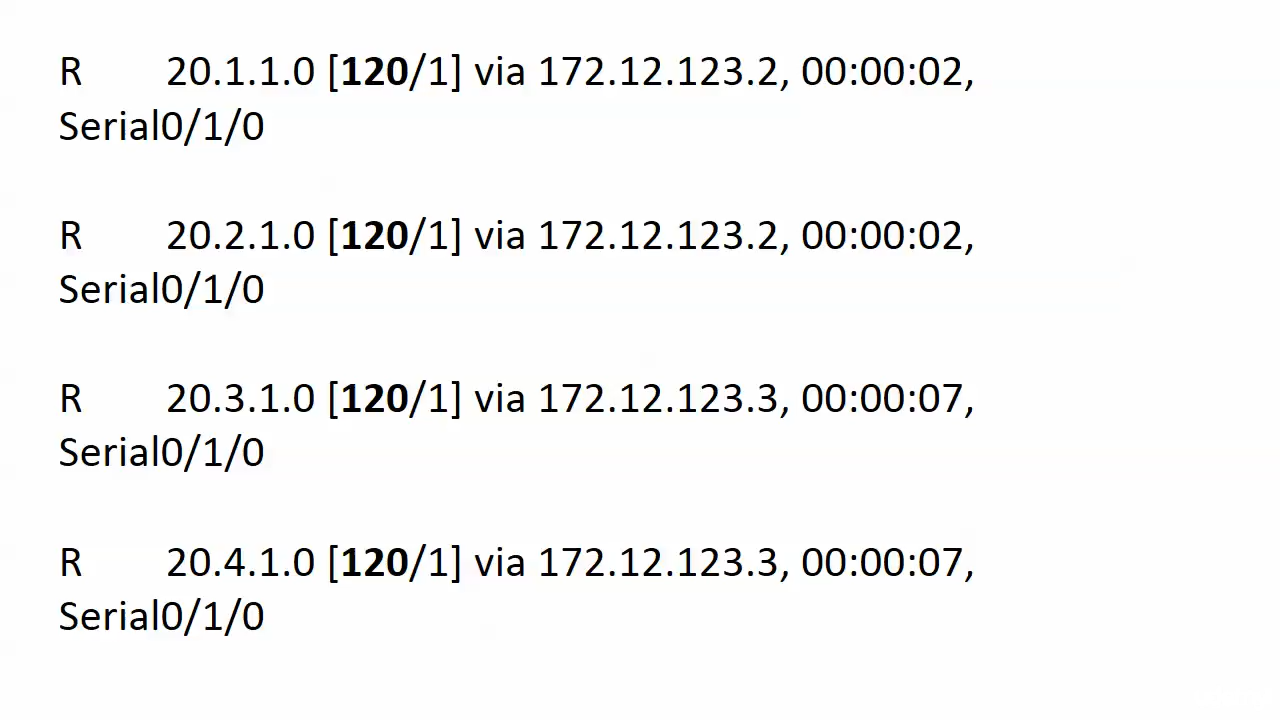 R 20.1.1.0 [120/1] via 172.12.123.2, 00:00:02,
Serial0/1/0
R 20.2.1.0 [120/1] via 172.12.123.2, 00:00:02,
Serial0/1/0
R 20.3.1.0 [120/1] via 172.12.123.3, 00:00:07,
Serial0/1/0
R 20.4.1.0 [120/1] via 172.12.123.3, 00:00:07,
Serial0/1/0